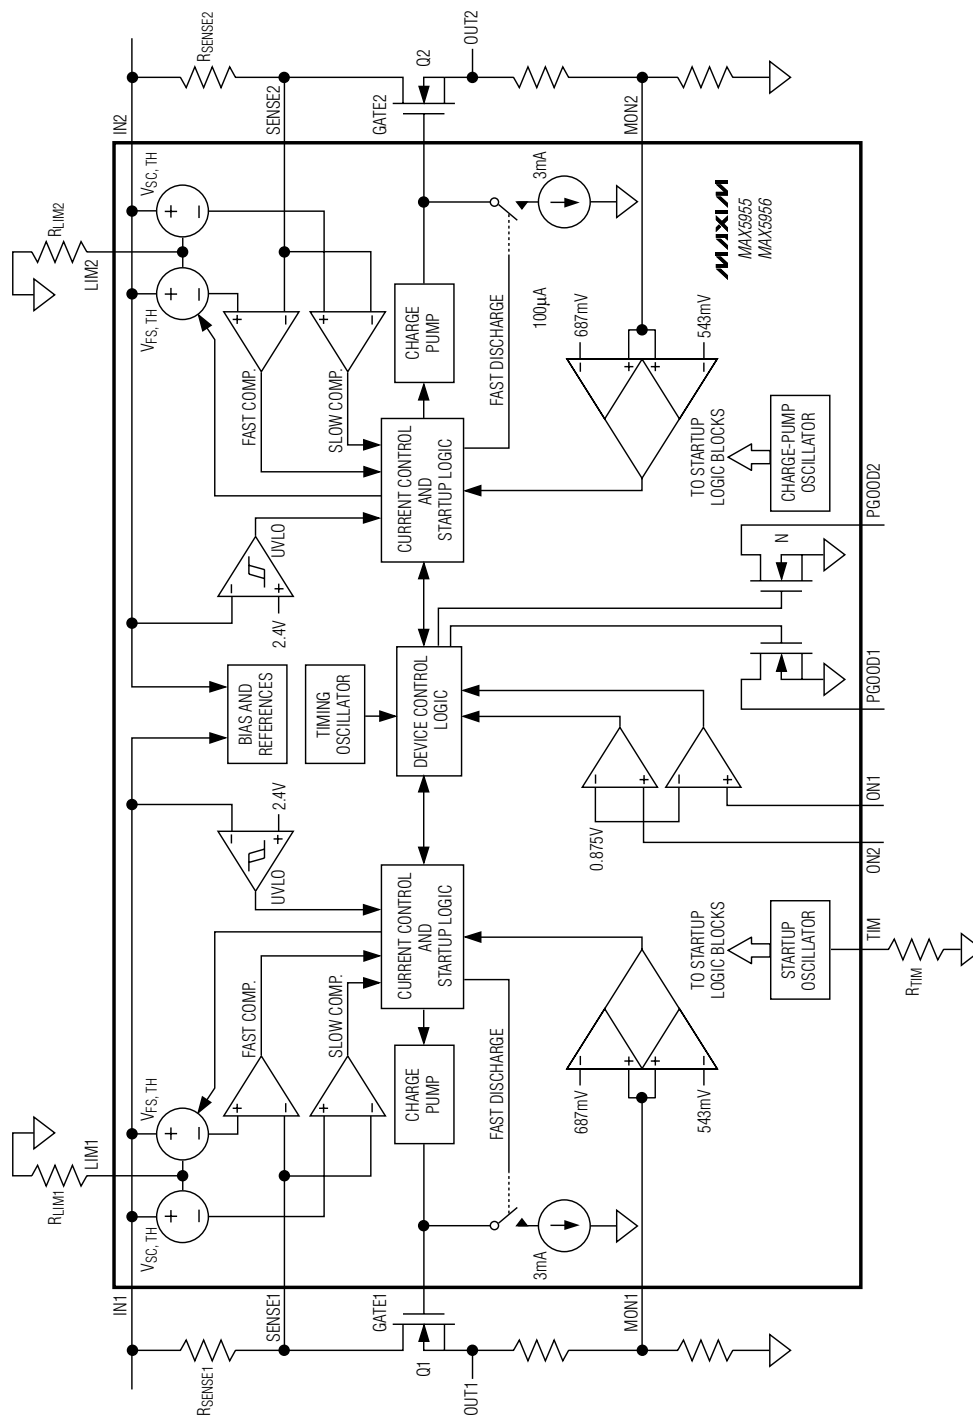 IN1
RSENSE1
SENSE1
GATE1
Q1
OUT1
MON1
RLIM1
LIM1
VSC, TH
VFS, TH
+
−
+
−
FAST COMP.
+
−
SLOW COMP.
+
−
UVLO
−
+
2.4V
CHARGE
PUMP
CURRENT CONTROL
AND
STARTUP LOGIC
FAST DISCHARGE
3mA
687mV
543mV
−
+
+
−
TO STARTUP
LOGIC BLOCKS
STARTUP
OSCILLATOR
TIM
RTIM
BIAS AND
REFERENCES
TIMING
OSCILLATOR
DEVICE CONTROL
LOGIC
0.875V
−
+
−
+
ON2
ON1
PGOOD1
PGOOD2
N
IN2
RSENSE2
SENSE2
GATE2
Q2
OUT2
MON2
RLIM2
LIM2
VFS, TH
VSC, TH
+
−
+
−
FAST COMP.
+
−
SLOW COMP.
+
−
UVLO
−
+
2.4V
CHARGE
PUMP
CURRENT CONTROL
AND
STARTUP LOGIC
FAST DISCHARGE
100µA
3mA
687mV
543mV
−
+
+
−
TO STARTUP
LOGIC BLOCKS
CHARGE-PUMP
OSCILLATOR
MAXIM
MAX5955
MAX5956